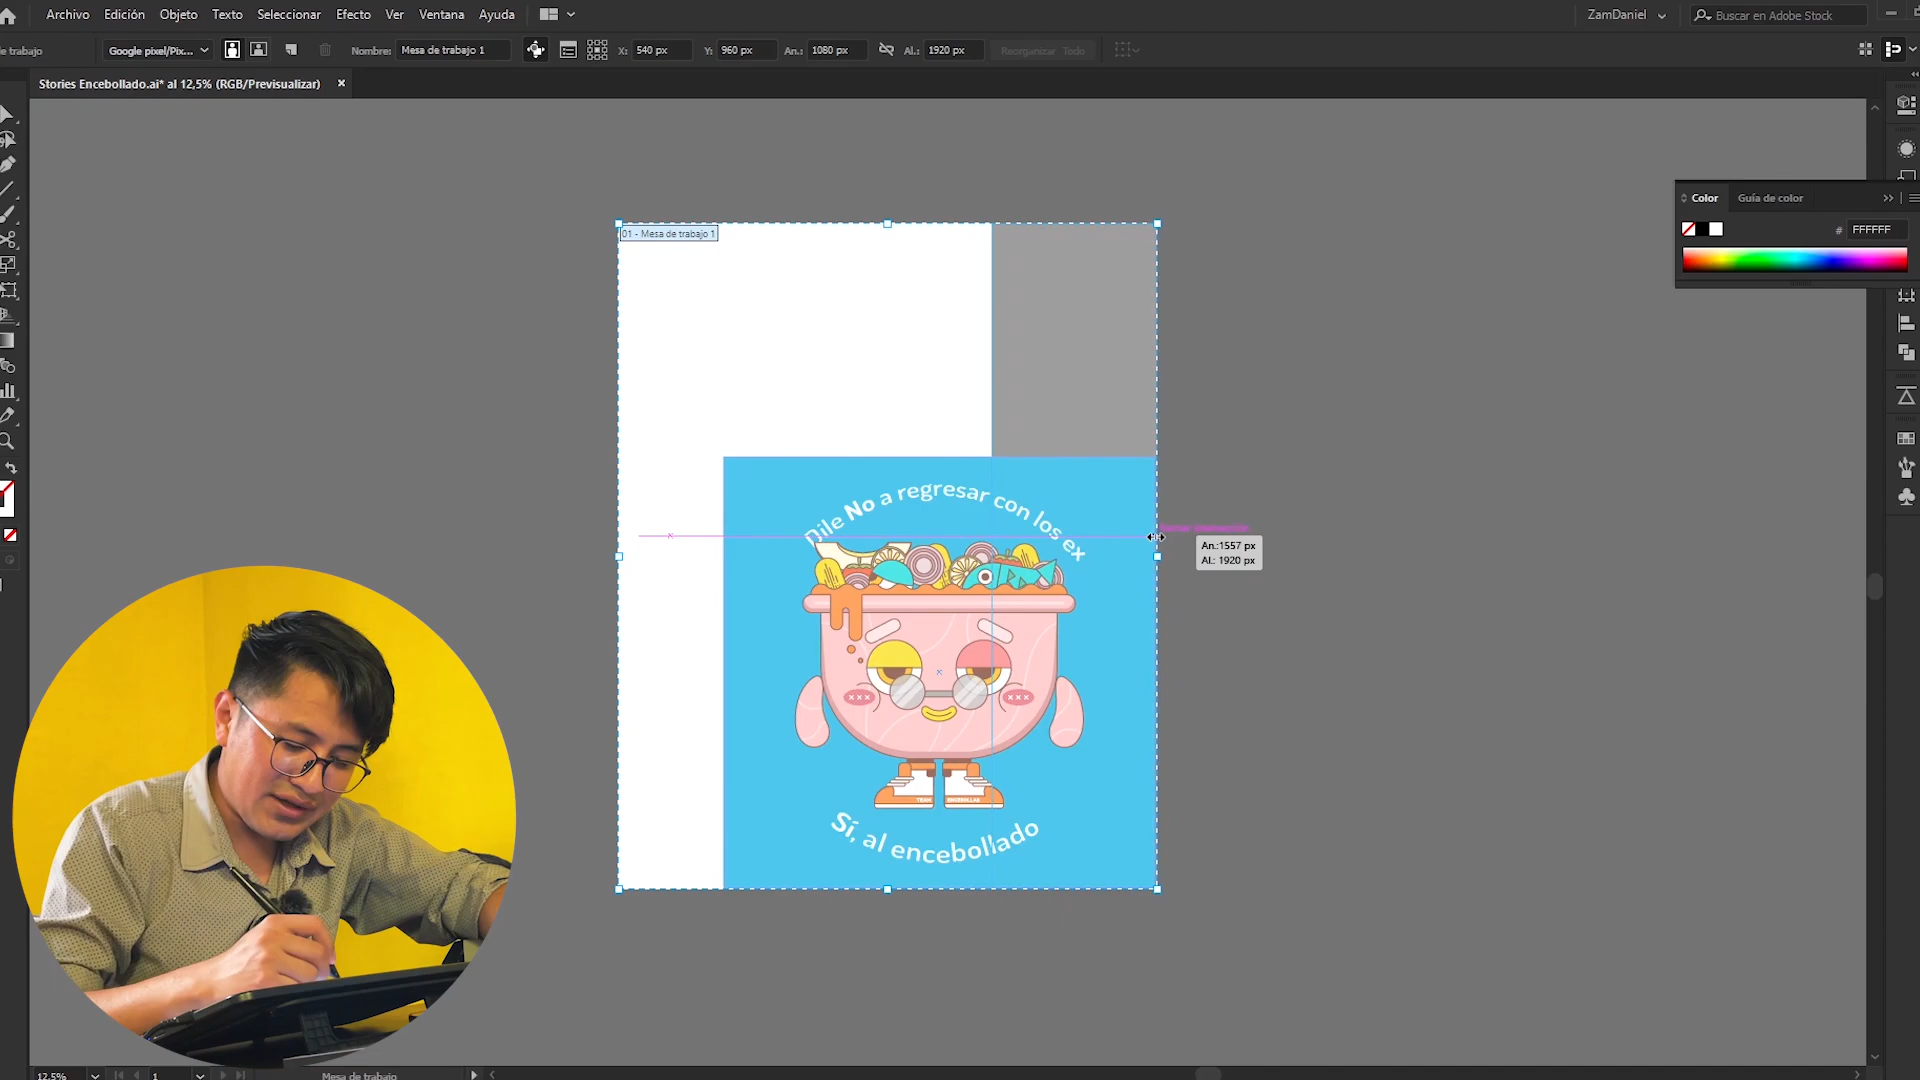 Archivo Edición Objeto Texto Seleccionar Efecto Ver Ventana Ayuda
ZamDaniel
Buscar en Adobe Stock
de trabajo
Google pixel/Pix...
Nombre: Mesa de trabajo 1
X: 540 px Y: 960 px An.: 1080 px Al.: 1920 px
Reorganizar Todo
Stories Encebollado.ai* al 12,5% (RGB/Previsualizar) ×
Color Guía de color
# FFFFFF
01 - Mesa de trabajo 1
Dile No a regresar con los ex
An.:1557 px
Al.: 1920 px
TEAM ENCEBOLLAO
Sí, al encebollado
12,5%
1
Mesa de trabajo